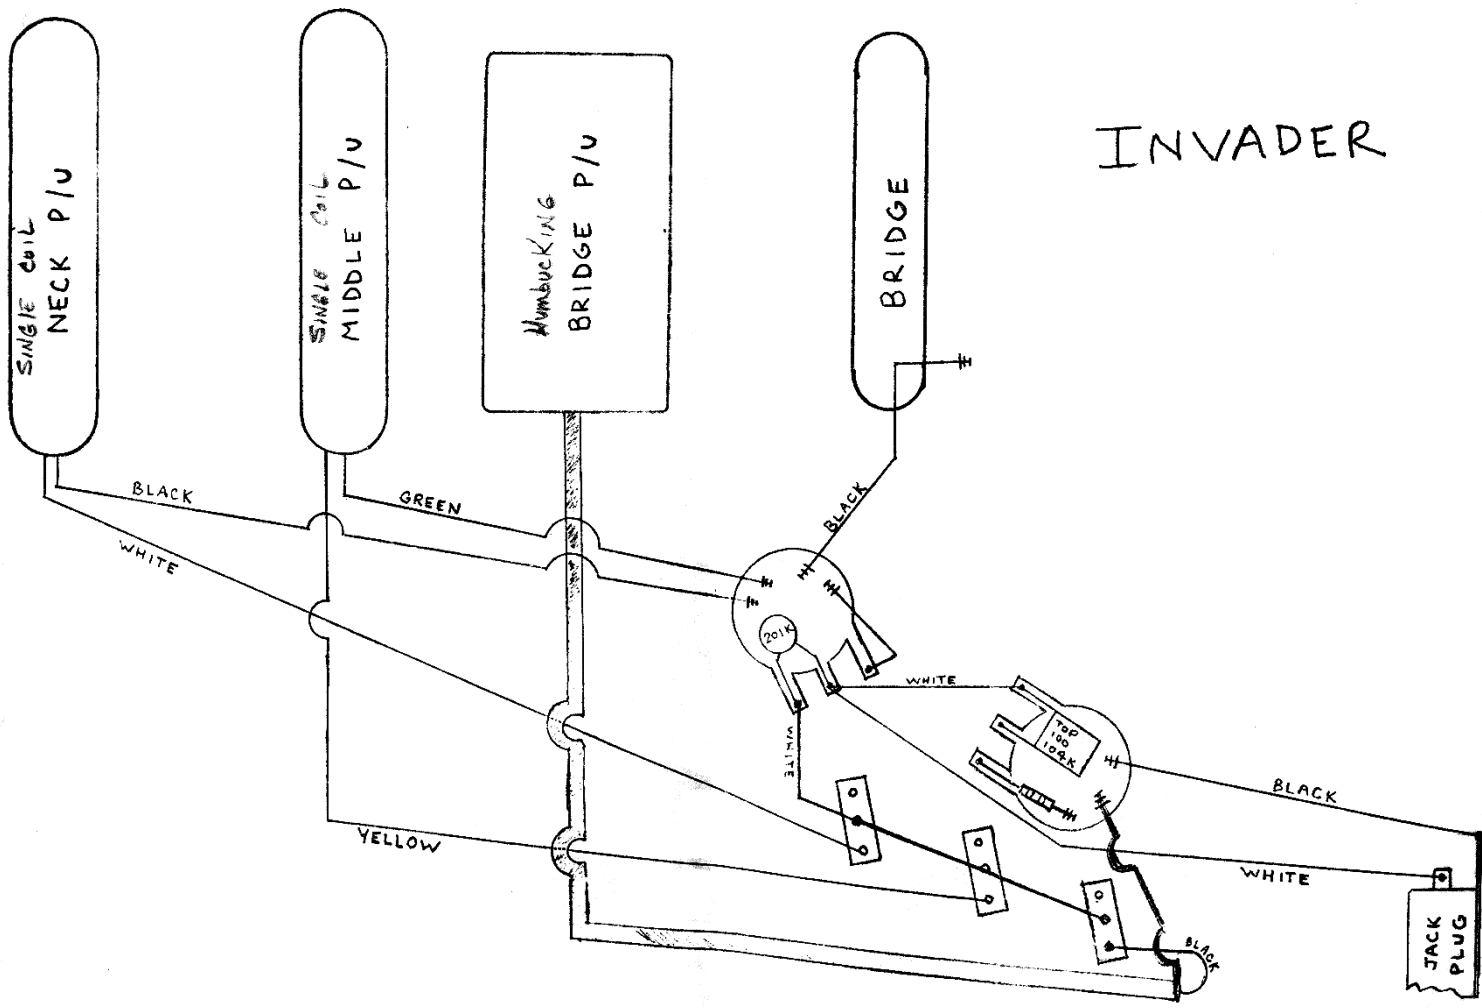 INVADER
SINGLE COIL
NECK P/U
SINGLE COIL
MIDDLE P/U
HUMBUCKING
BRIDGE P/U
BRIDGE
BLACK
WHITE
GREEN
BLACK
201K
WHITE
WHITE
TOP
100
104K
BLACK
YELLOW
WHITE
BLACK
JACK
PLUG